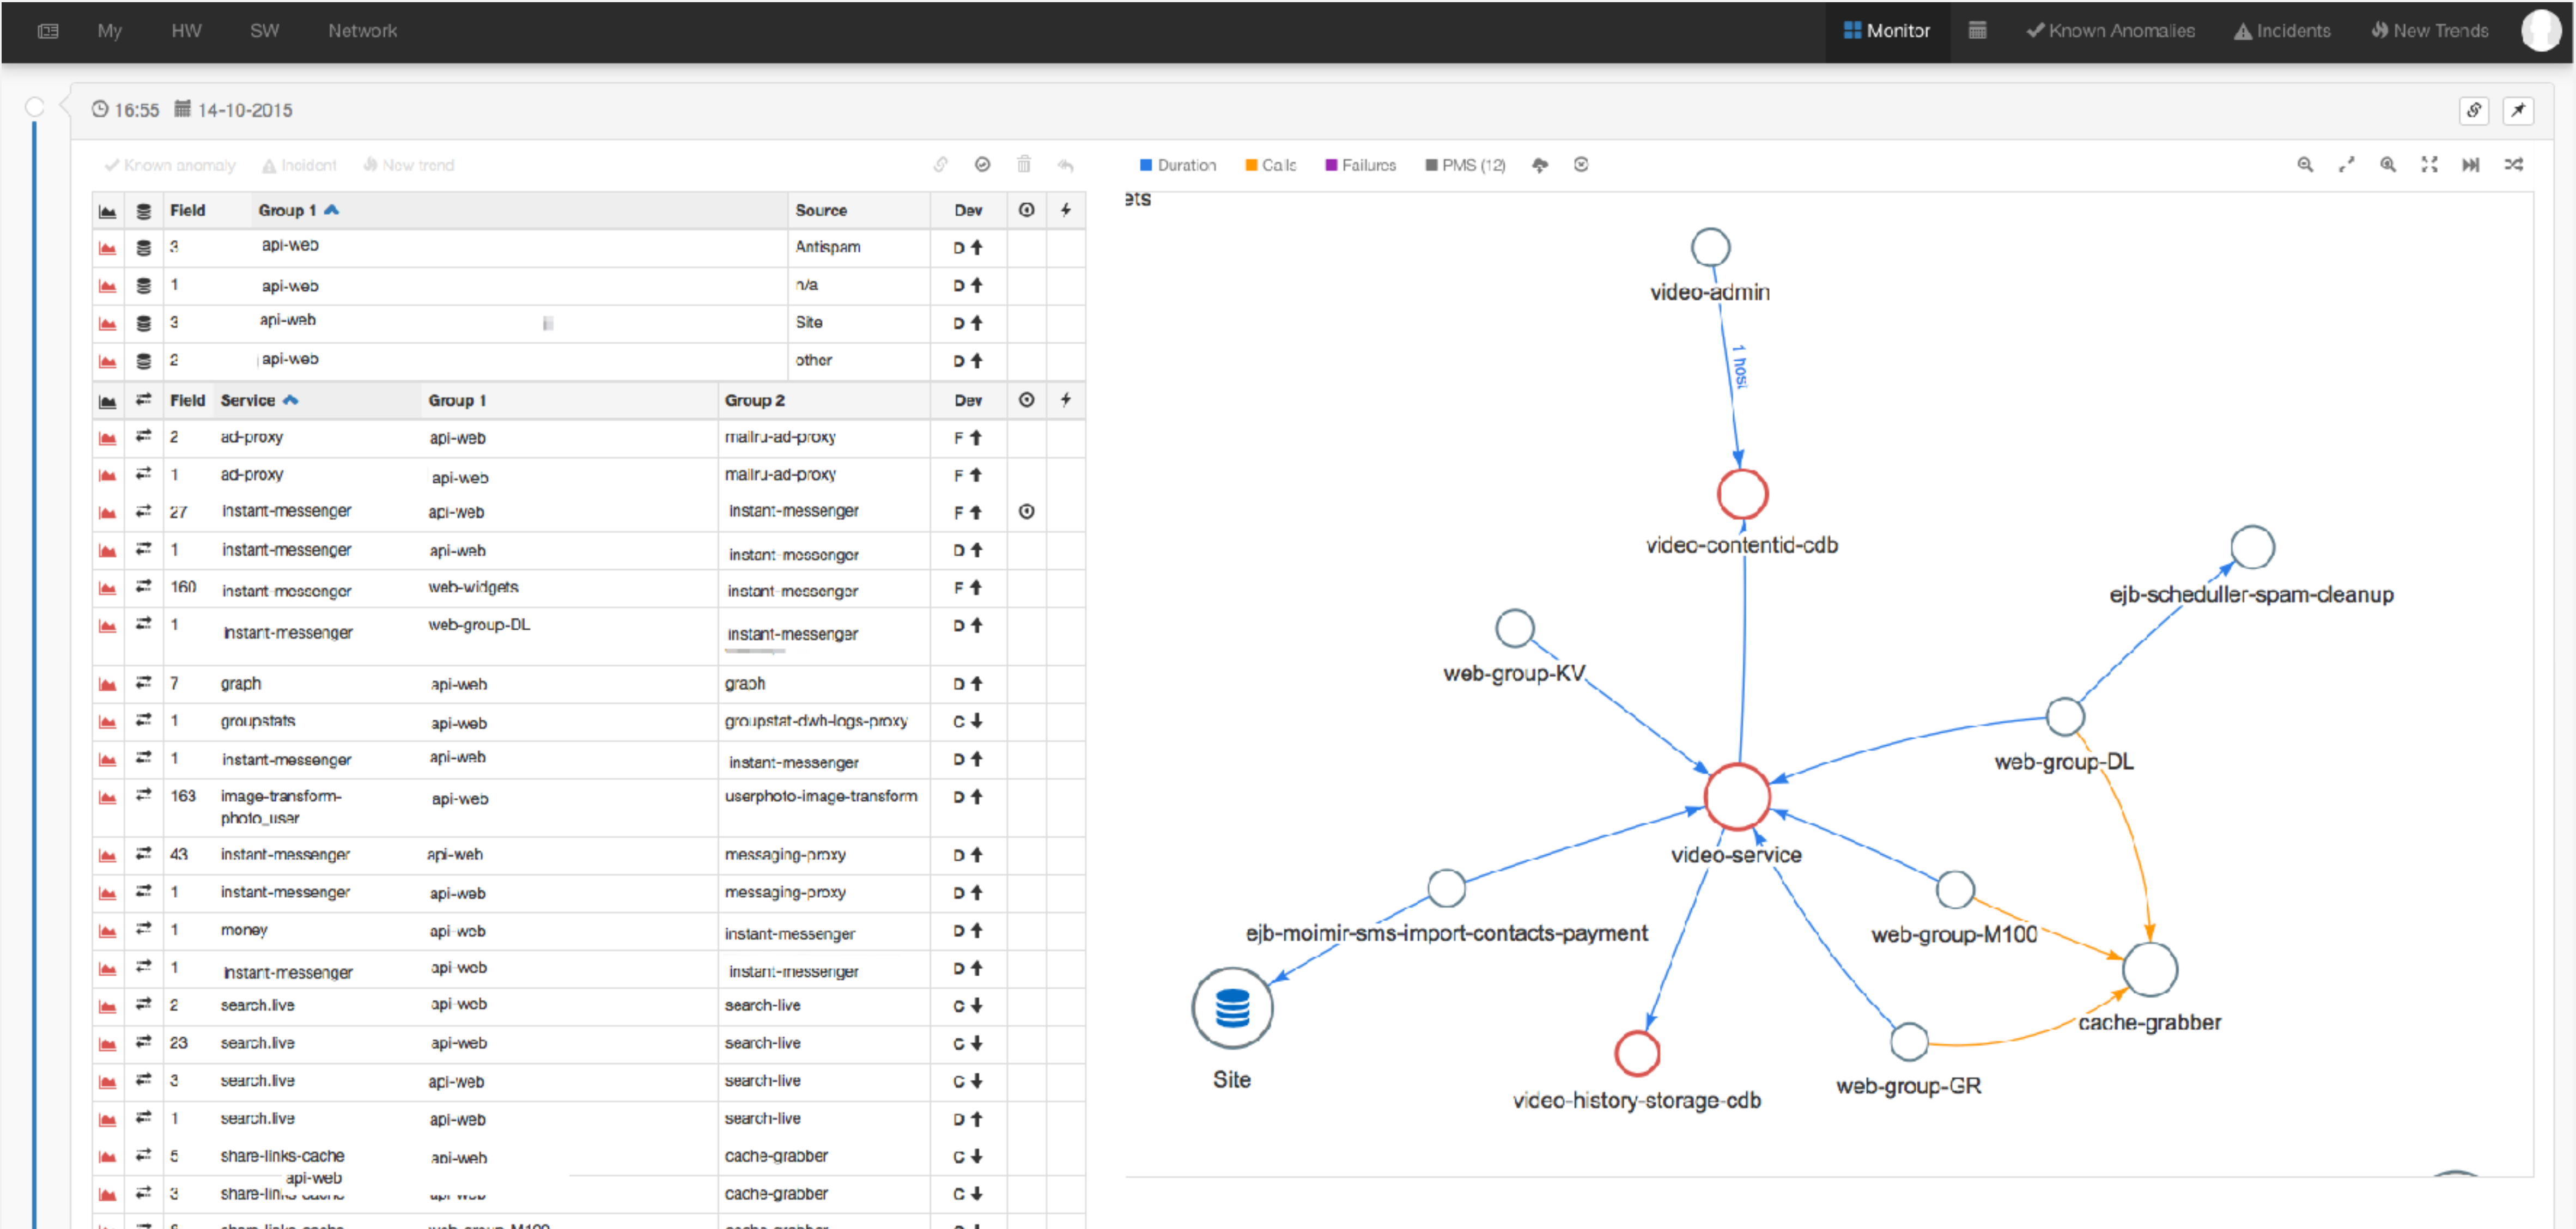 My HW SW Network Monitor Known Anomalies Incidents New Trends
16:55 14-10-2015
Known anomaly Incident New trend
Field Group 1 Source Dev
3 api-web Antispam D
1 api-web n/a D
3 api-web Site D
2 api-web other D
Field Service Group 1 Group 2 Dev
2 ad-proxy api-web mailru-ad-proxy F
1 ad-proxy api-web mailru-ad-proxy F
27 instant-messenger api-web instant-messenger F
1 instant-messenger api-web instant-messenger D
160 instant-messenger web-widgets instant-messenger F
1 instant-messenger web-group-DL instant-messenger D
7 graph api-web graph D
1 groupstats api-web groupstat-dwh-logs-proxy C
1 instant-messenger api-web instant-messenger D
163 image-transform- api-web userphoto-image-transform D
photo_user
43 instant-messenger api-web messaging-proxy D
1 instant-messenger api-web messaging-proxy D
1 money api-web instant-messenger D
1 instant-messenger api-web instant-messenger D
2 search.live api-web search-live C
23 search.live api-web search-live C
3 search.live api-web search-live C
1 search.live api-web search-live D
5 share-links-cache api-web cache-grabber C
api-web
3 cache-grabber C
Duration Calls Failures PMS (12)
ets
video-admin
1 host
video-contentid-cdb
ejb-scheduller-spam-cleanup
web-group-KV
web-group-DL
video-service
ejb-moimir-sms-import-contacts-payment
web-group-M100
cache-grabber
Site
video-history-storage-cdb
web-group-GR